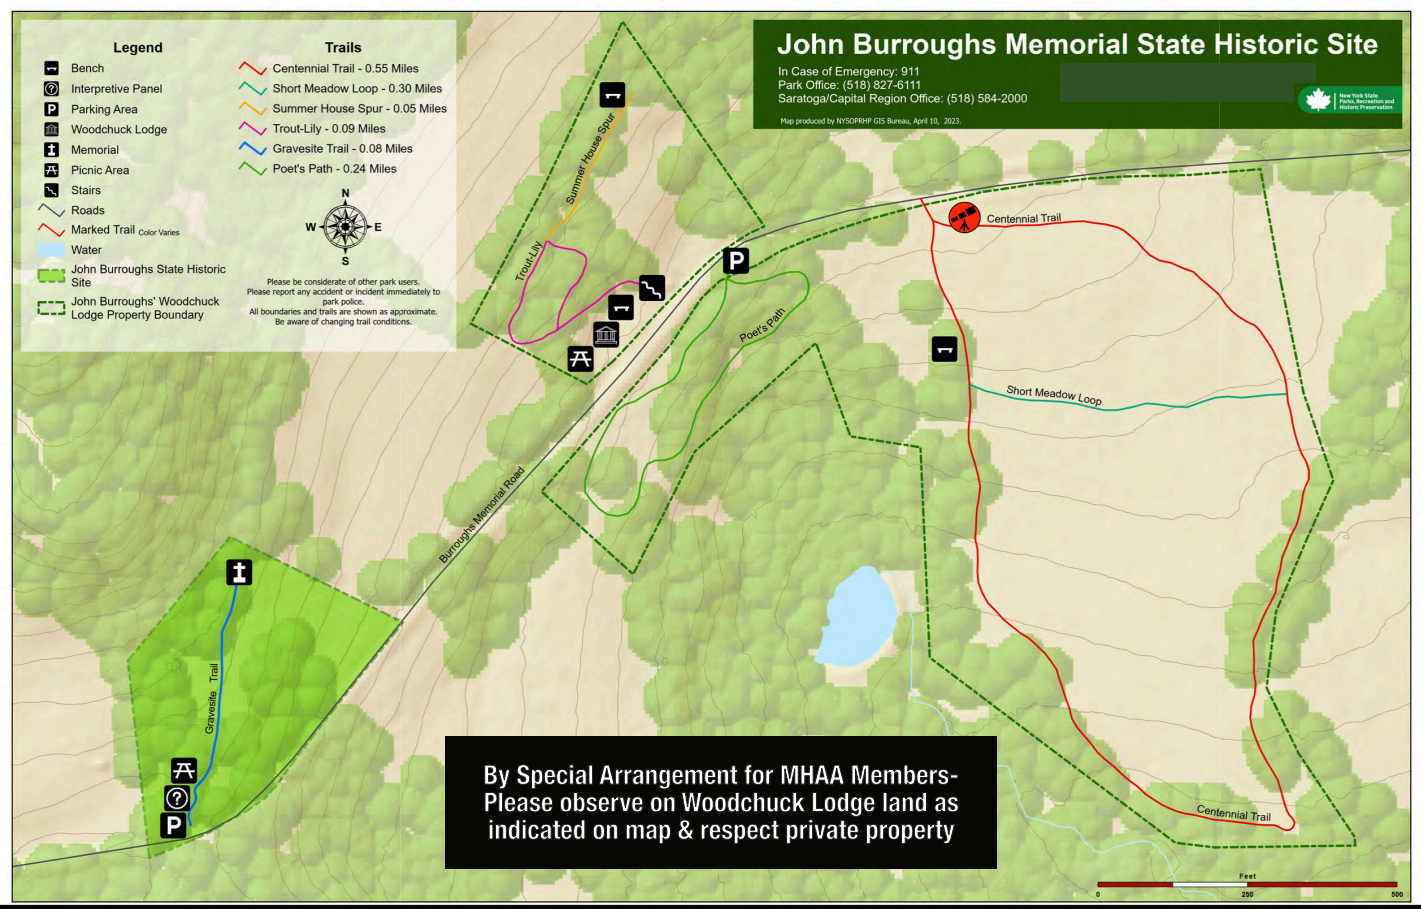 Legend
Bench
Interpretive Panel
Parking Area
Woodchuck Lodge
Memorial
Picnic Area
Stairs
Roads
Marked Trail Color Varies
Water
John Burroughs State Historic
Site
John Burroughs' Woodchuck
Lodge Property Boundary
Trails
Centennial Trail - 0.55 Miles
Short Meadow Loop - 0.30 Miles
Summer House Spur - 0.05 Miles
Trout-Lily - 0.09 Miles
Gravesite Trail - 0.08 Miles
Poet's Path - 0.24 Miles
N
W
E
S
Please be considerate of other park users.
Please report any accident or incident immediately to
park police.
All boundaries and trails are shown as approximate.
Be aware of changing trail conditions.
John Burroughs Memorial State Historic Site
In Case of Emergency: 911
Park Office: (518) 827-6111
Saratoga/Capital Region Office: (518) 584-2000
Map produced by NYSOPRHP GIS Bureau, April 10, 2023.
New York State
Parks, Recreation and
Historic Preservation
Summer House Spur
Trout-Lily
P
Poet's Path
Centennial Trail
Short Meadow Loop
Burroughs Memorial Road
Gravesite Trail
?
P
Centennial Trail
By Special Arrangement for MHAA Members-
Please observe on Woodchuck Lodge land as
indicated on map & respect private property
Feet
0
250
500